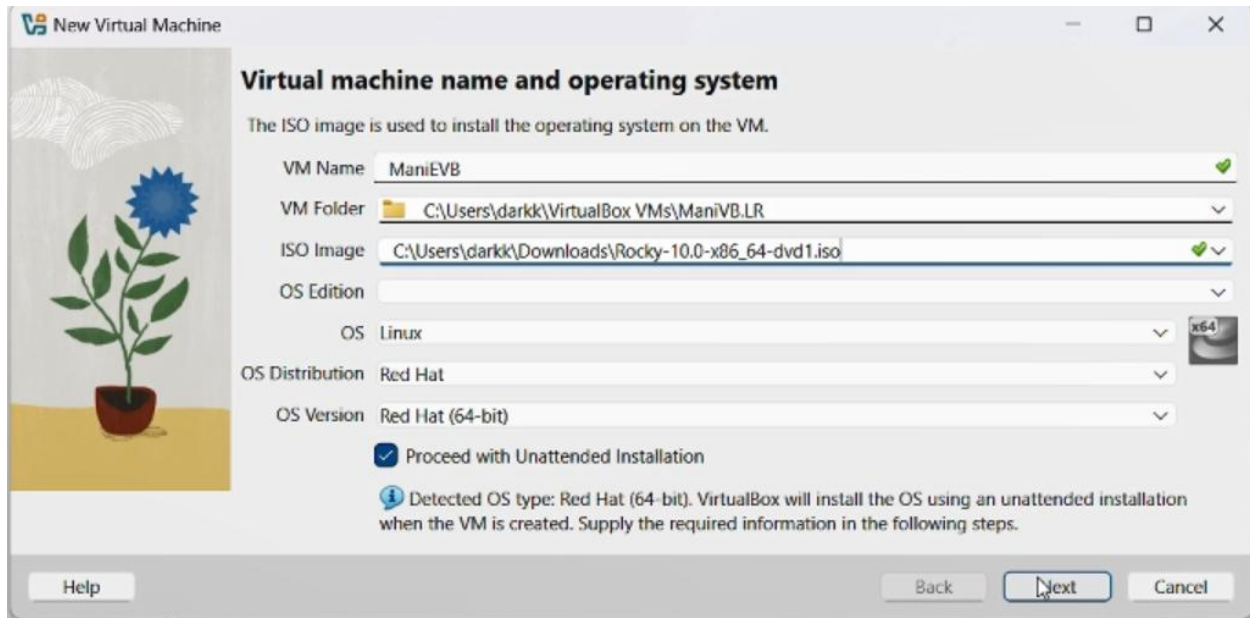 New Virtual Machine
Virtual machine name and operating system
The ISO image is used to install the operating system on the VM.
VM Name ManiEVB
VM Folder C:\Users\darkk\VirtualBox VMs\ManiVB.LR
ISO Image C:\Users\darkk\Downloads\Rocky-10.0-x86_64-dvd1.iso
OS Edition
OS Linux
x64
OS Distribution Red Hat
OS Version Red Hat (64-bit)
Proceed with Unattended Installation
Detected OS type: Red Hat (64-bit). VirtualBox will install the OS using an unattended installation
when the VM is created. Supply the required information in the following steps.
Help Back Next Cancel